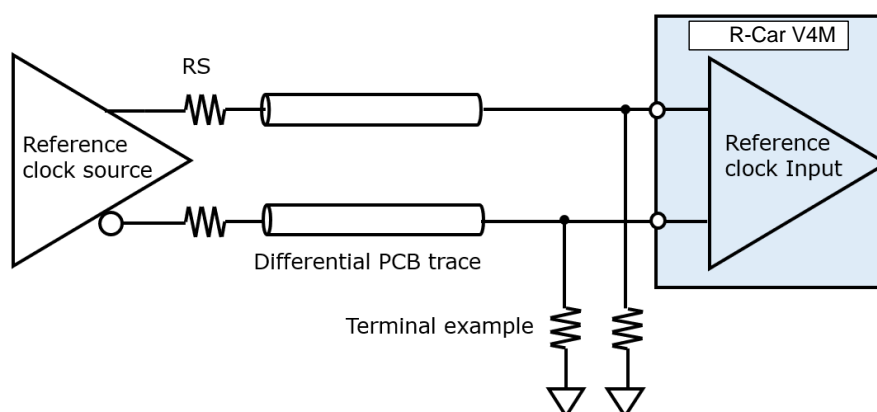 R-Car V4M
RS
Reference
clock source
Reference
clock Input
Differential PCB trace
Terminal example